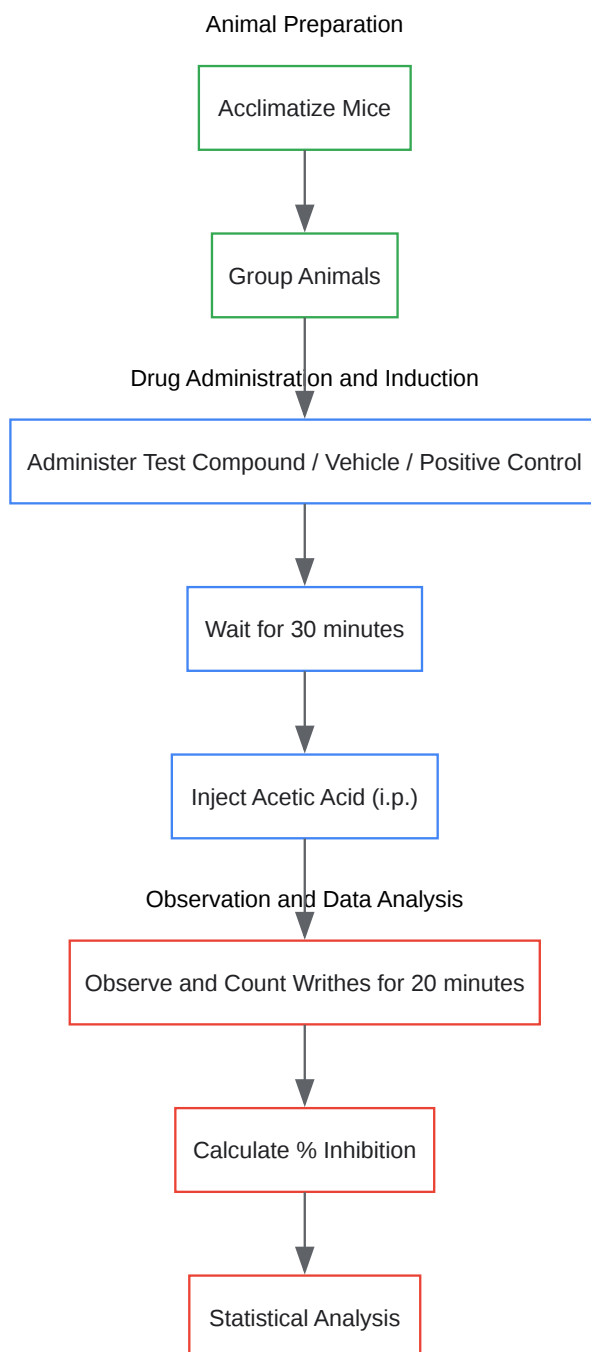 Animal Preparation
Acclimatize Mice
Group Animals
Drug Administration and Induction
Administer Test Compound / Vehicle / Positive Control
Wait for 30 minutes
Inject Acetic Acid (i.p.)
Observation and Data Analysis
Observe and Count Writhes for 20 minutes
Calculate % Inhibition
Statistical Analysis